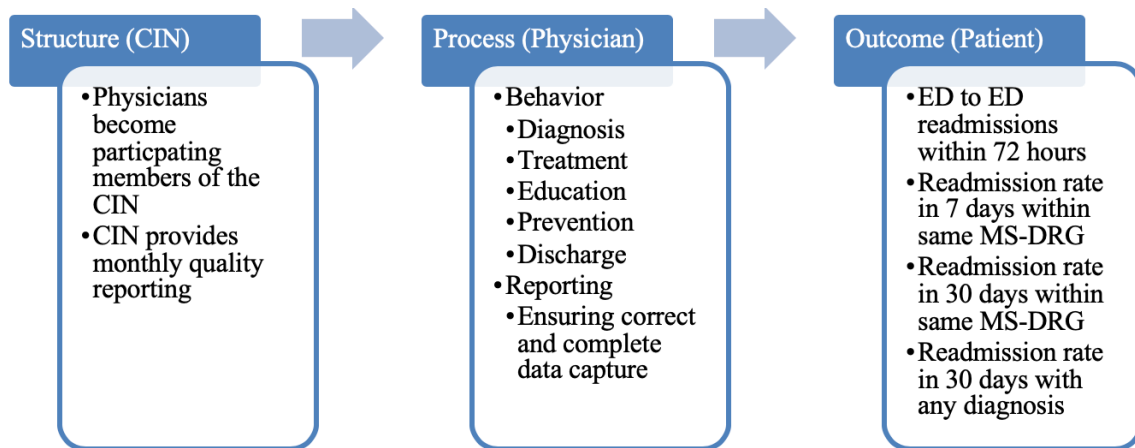 Structure (CIN)
•Physicians
become
particpating
members of the
CIN
•CIN provides
monthly quality
reporting
Process (Physician)
•Behavior
•Diagnosis
•Treatment
•Education
•Prevention
•Discharge
•Reporting
•Ensuring correct
and complete
data capture
Outcome (Patient)
•ED to ED
readmissions
within 72 hours
•Readmission rate
in 7 days within
same MS-DRG
•Readmission rate
in 30 days within
same MS-DRG
•Readmission rate
in 30 days with
any diagnosis